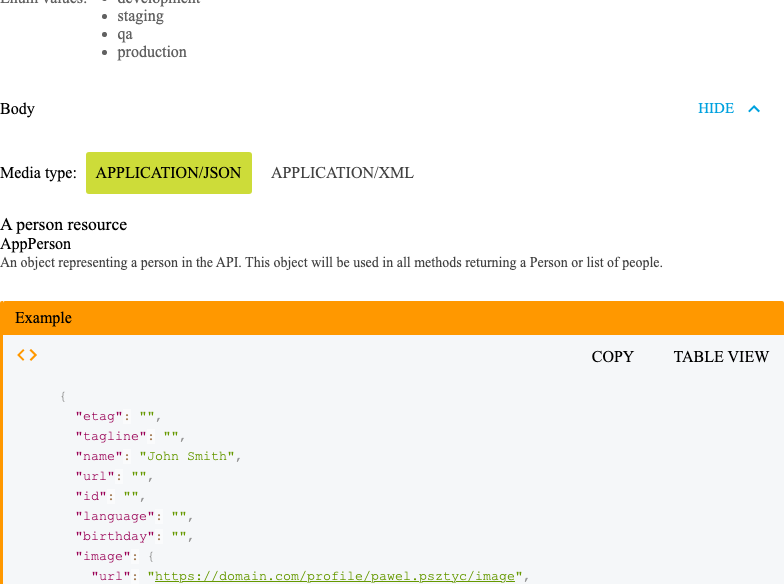 Enum values: • development
• staging
• qa
• production
Body
HIDE
Media type: APPLICATION/JSON APPLICATION/XML
A person resource
AppPerson
An object representing a person in the API. This object will be used in all methods returning a Person or list of people.
Example
<> COPY TABLE VIEW
{
"etag": "",
"tagline": "",
"name": "John Smith",
"url": "",
"id": "",
"language": "",
"birthday": "",
"image": {
"url": "https://domain.com/profile/pawel.psztyc/image",